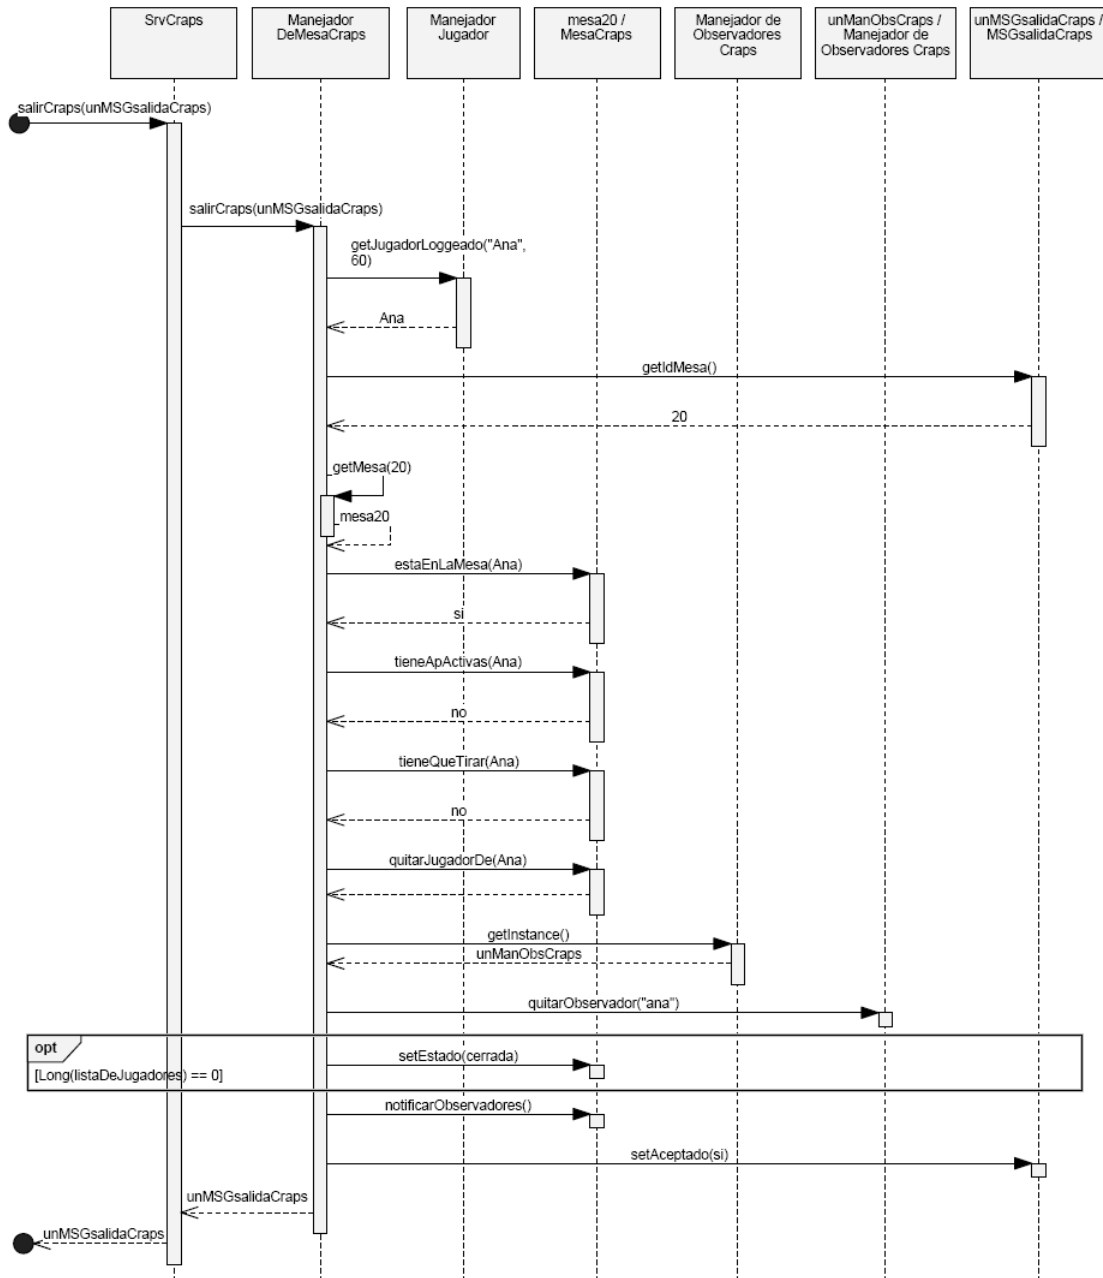 SrvCraps
Manejador
DeMesaCraps
Manejador
Jugador
mesa20 /
MesaCraps
Manejador de
Observadores
Craps
unManObsCraps /
Manejador de
Observadores Craps
unMSGsalidaCraps /
MSGsalidaCraps
salirCraps(unMSGsalidaCraps)
salirCraps(unMSGsalidaCraps)
getJugadorLoggeado("Ana",
60)
Ana
getIdMesa()
20
getMesa(20)
mesa20
estaEnLaMesa(Ana)
si
tieneApActivas(Ana)
no
tieneQueTirar(Ana)
no
quitarJugadorDe(Ana)
getInstance()
unManObsCraps
quitarObservador("ana")
opt
setEstado(cerrada)
[Long(listaDeJugadores) == 0]
notificarObservadores()
setAceptado(si)
unMSGsalidaCraps
unMSGsalidaCraps